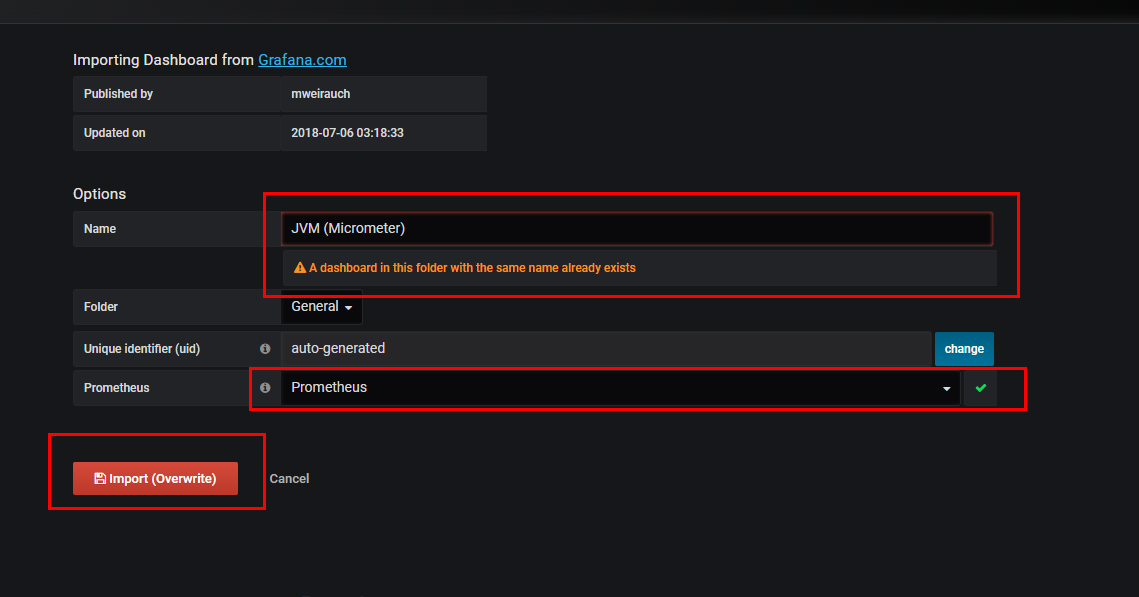 Importing Dashboard from Grafana.com
Published by mweirauch
Updated on 2018-07-06 03:18:33
Options
Name JVM (Micrometer)
A dashboard in this folder with the same name already exists
Folder General
Unique identifier (uid) auto-generated change
Prometheus Prometheus
Import (Overwrite) Cancel